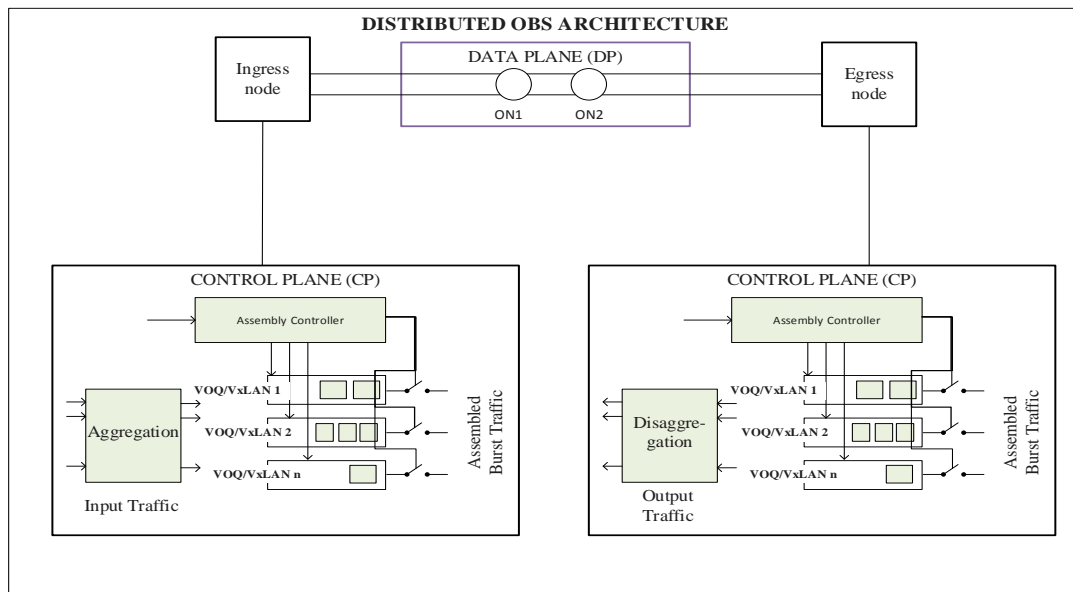 DISTRIBUTED OBS ARCHITECTURE
DATA PLANE (DP)
Ingress
node
ON1
ON2
Egress
node
CONTROL PLANE (CP)
Assembly Controller
VOQ/VxLAN 1
VOQ/VxLAN 2
VOQ/VxLAN n
Aggregation
Input Traffic
Assembled
Burst Traffic
CONTROL PLANE (CP)
Assembly Controller
VOQ/VxLAN 1
VOQ/VxLAN 2
VOQ/VxLAN n
Disaggre-
gation
Output
Traffic
Assembled
Burst Traffic